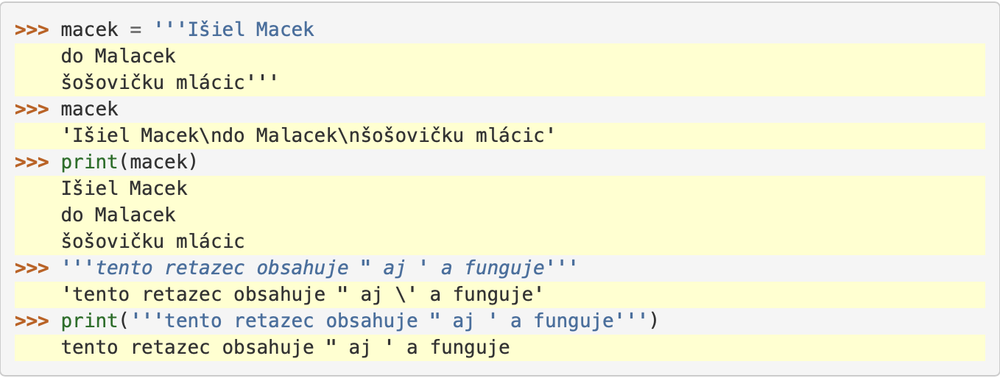 >>> macek = '''Išiel Macek
    do Malacek
    šošovičku mlácic'''
>>> macek
    'Išiel Macek\ndo Malacek\nšošovičku mlácic'
>>> print(macek)
    Išiel Macek
    do Malacek
    šošovičku mlácic
>>> '''tento retazec obsahuje " aj ' a funguje'''
    'tento retazec obsahuje " aj \' a funguje'
>>> print('''tento retazec obsahuje " aj ' a funguje''')
    tento retazec obsahuje " aj ' a funguje